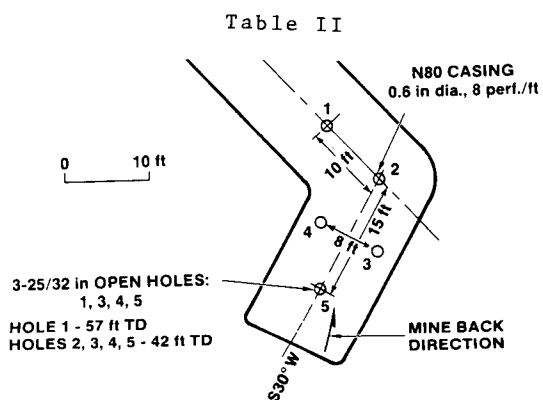 Table II
N80 CASING
0.6 in dia., 8 perf./ft
1
2
0 10 ft
10 ft
15 ft
4
8 ft
3
3-25/32 in OPEN HOLES:
1, 3, 4, 5
5
HOLE 1 - 57 ft TD
HOLES 2, 3, 4, 5 - 42 ft TD
MINE BACK
DIRECTION
S30° W